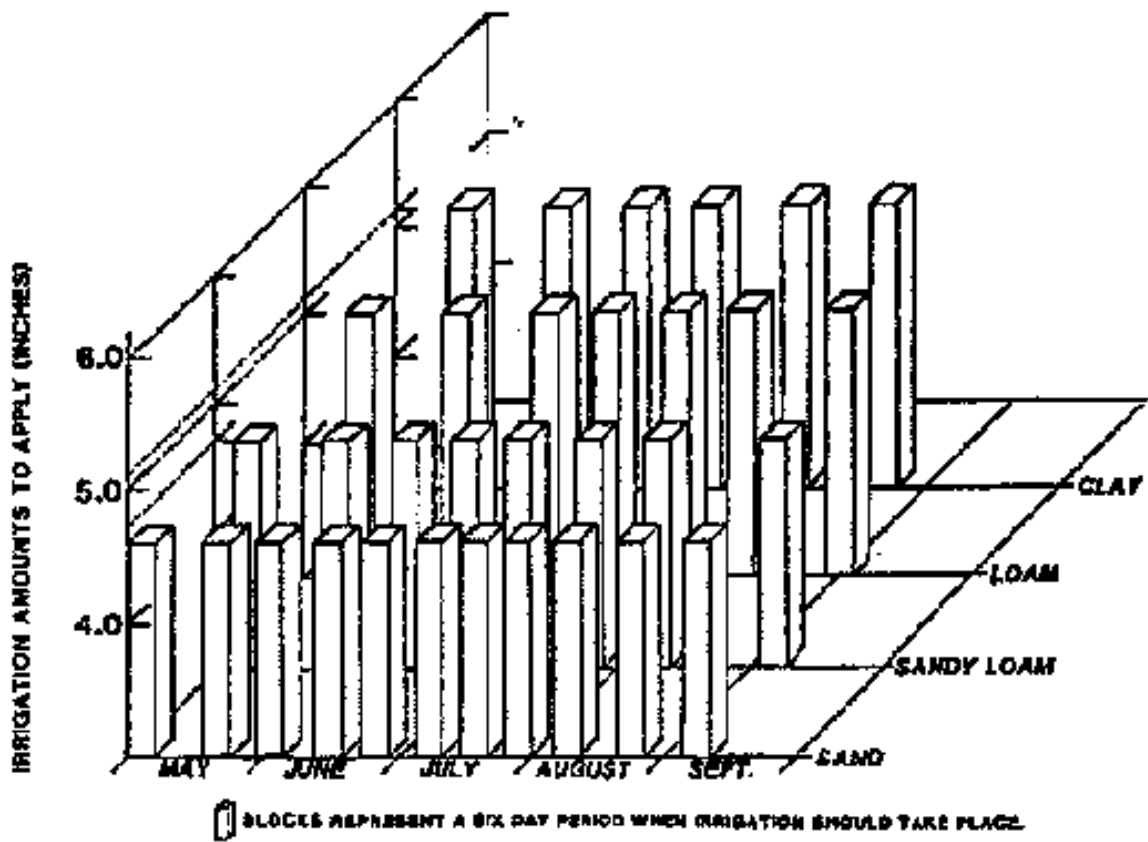 IRRIGATION AMOUNTS TO APPLY (INCHES)
6.0
5.0
4.0
CLAY
LOAM
SANDY LOAM
SAND
MAY JUNE JULY AUGUST SEPT.
BLOCKS REPRESENT A SIX DAY PERIOD WHEN IRRIGATION SHOULD TAKE PLACE.